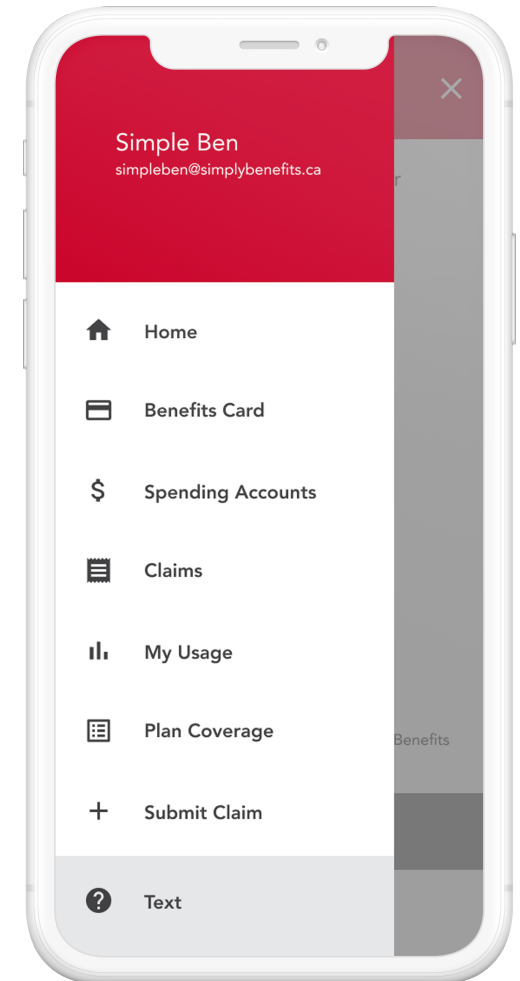 Simple Ben
simpleben@simplybenefits.ca
r
Home
Benefits Card
Spending Accounts
Claims
My Usage
Plan Coverage
Benefits
Submit Claim
Text